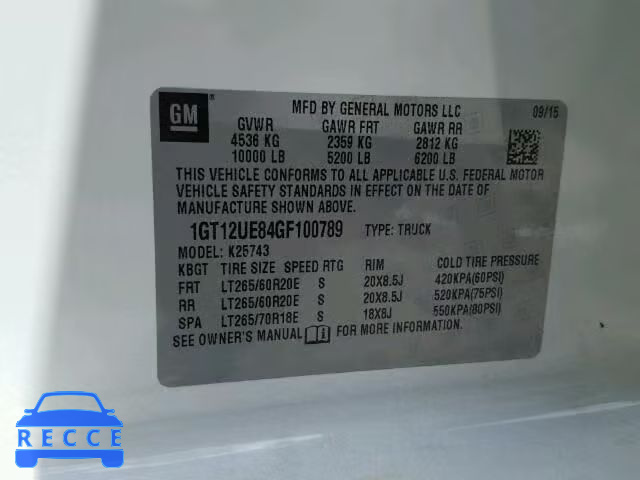 GM ®
MFD BY GENERAL MOTORS LLC 09/15
GVWR GAWR FRT GAWR RR
4536 KG 2359 KG 2812 KG
10000 LB 5200 LB 6200 LB
THIS VEHICLE CONFORMS TO ALL APPLICABLE U.S. FEDERAL MOTOR
VEHICLE SAFETY STANDARDS IN EFFECT ON THE DATE OF
MANUFACTURE SHOWN ABOVE.
1GT12UE84GF100789 TYPE: TRUCK
MODEL: K25743
KBGT TIRE SIZE SPEED RTG RIM COLD TIRE PRESSURE
FRT LT265/60R20E S 20X8.5J 420KPA(60PSI)
RR LT265/60R20E S 20X8.5J 520KPA(75PSI)
SPA LT265/70R18E S 18X8J 550KPA(80PSI)
SEE OWNER'S MANUAL FOR MORE INFORMATION.
RECCE